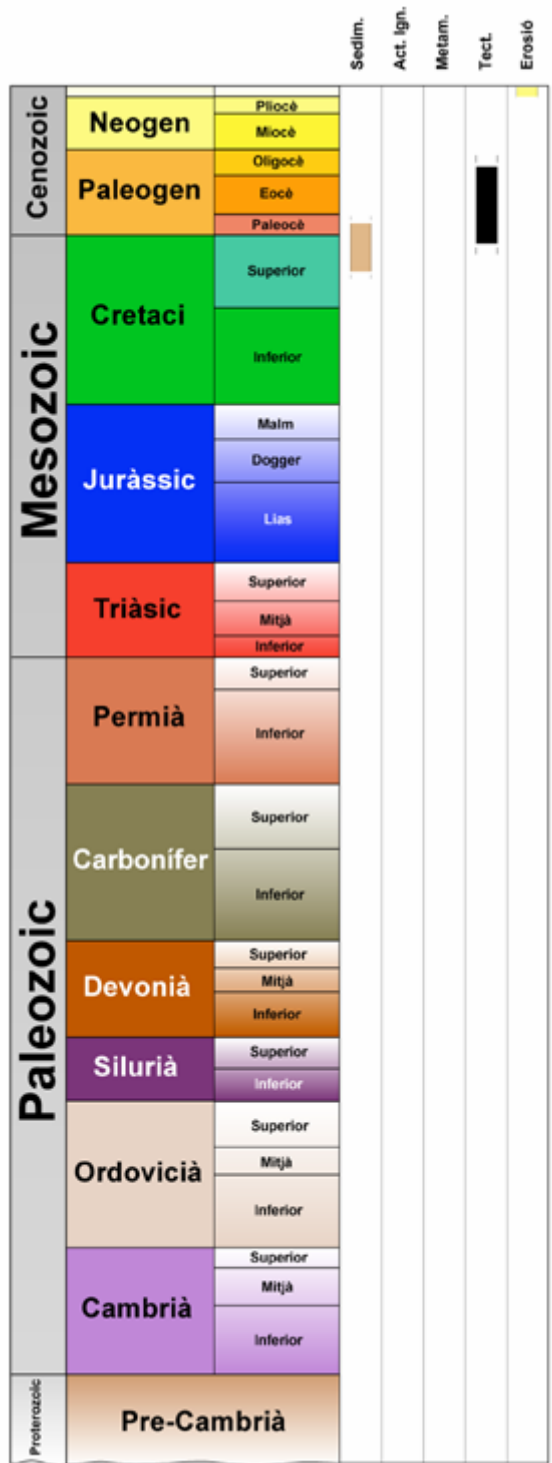 Sedim.
Act. Ign.
Metam.
Tect.
Erosió
Cenozoic
Neogen
Pliocè
Miocè
Paleogen
Oligocè
Eocè
Paleocè
Mesozoic
Cretaci
Superior
Inferior
Juràssic
Malm
Dogger
Lias
Triàsic
Superior
Mitjà
Inferior
Paleozoic
Permià
Superior
Inferior
Carbonífer
Superior
Inferior
Devonià
Superior
Mitjà
Inferior
Silurià
Superior
Inferior
Ordovicià
Superior
Mitjà
Inferior
Cambrià
Superior
Mitjà
Inferior
Proterozoic
Pre-Cambrià